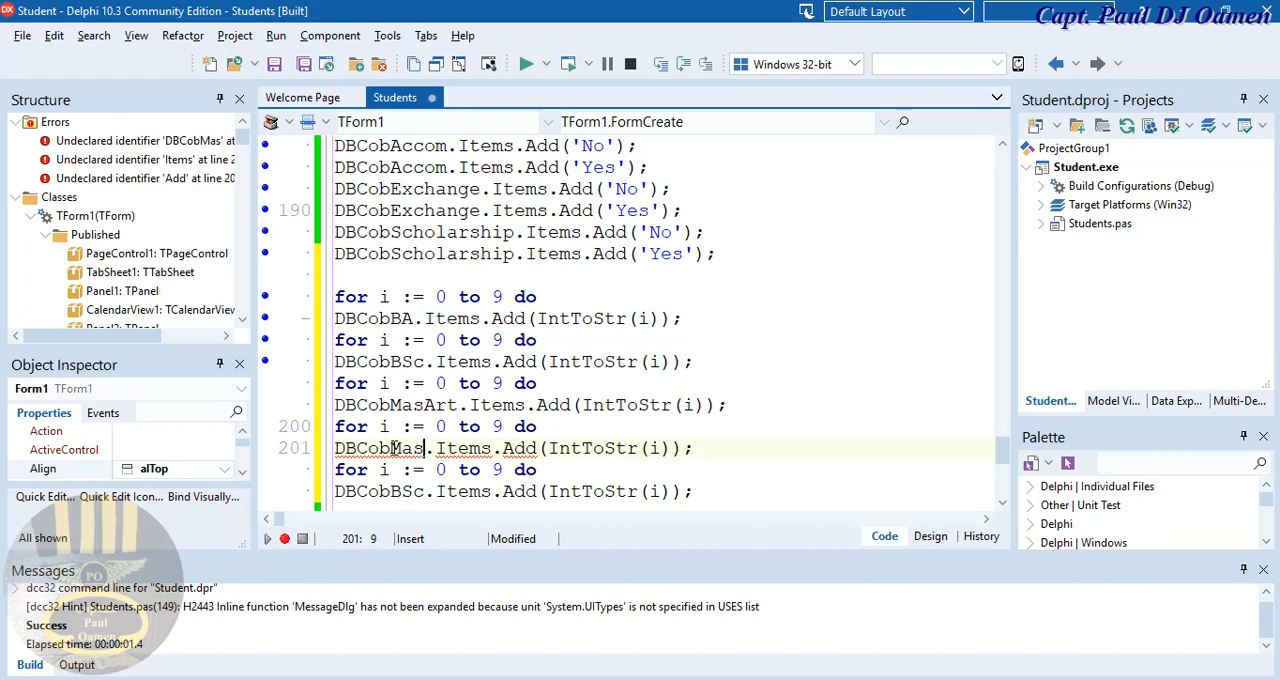 Student - Delphi 10.3 Community Edition - Students [Built]
Default Layout
Capt. Paul DJ Oamen
File Edit Search View Refactor Project Run Component Tools Tabs Help
Windows 32-bit
Structure
Errors
Undeclared identifier 'DBCobMas' at
Undeclared identifier 'Items' at line 2
Undeclared identifier 'Add' at line 20
Classes
TForm1(TForm)
Published
PageControl1: TPageControl
TabSheet1: TTabSheet
Panel1: TPanel
CalendarView1: TCalendarView
Object Inspector
Form1 TForm1
Properties Events
Action
ActiveControl
Align alTop
Quick Edit... Quick Edit Icon... Bind Visually...
All shown
Welcome Page Students
TForm1 TForm1.FormCreate
DBCobAccom.Items.Add('No');
DBCobAccom.Items.Add('Yes');
DBCobExchange.Items.Add('No');
190 DBCobExchange.Items.Add('Yes');
DBCobScholarship.Items.Add('No');
DBCobScholarship.Items.Add('Yes');
for i := 0 to 9 do
DBCobBA.Items.Add(IntToStr(i));
for i := 0 to 9 do
DBCobBSc.Items.Add(IntToStr(i));
for i := 0 to 9 do
DBCobMasArt.Items.Add(IntToStr(i));
200 for i := 0 to 9 do
201 DBCobMas.Items.Add(IntToStr(i));
for i := 0 to 9 do
DBCobBSc.Items.Add(IntToStr(i));
201: 9 Insert Modified
Code Design History
Student.dproj - Projects
ProjectGroup1
Student.exe
Build Configurations (Debug)
Target Platforms (Win32)
Students.pas
Student... Model Vi... Data Exp... Multi-De...
Palette
Delphi | Individual Files
Other | Unit Test
Delphi
Delphi | Windows
Messages
dcc32 command line for "Student.dpr"
[dcc32 Hint] Students.pas(149): H2443 Inline function 'MessageDlg' has not been expanded because unit 'System.UITypes' is not specified in USES list
Success
Elapsed time: 00:00:01.4
Build Output
PO
Paul
Oamen